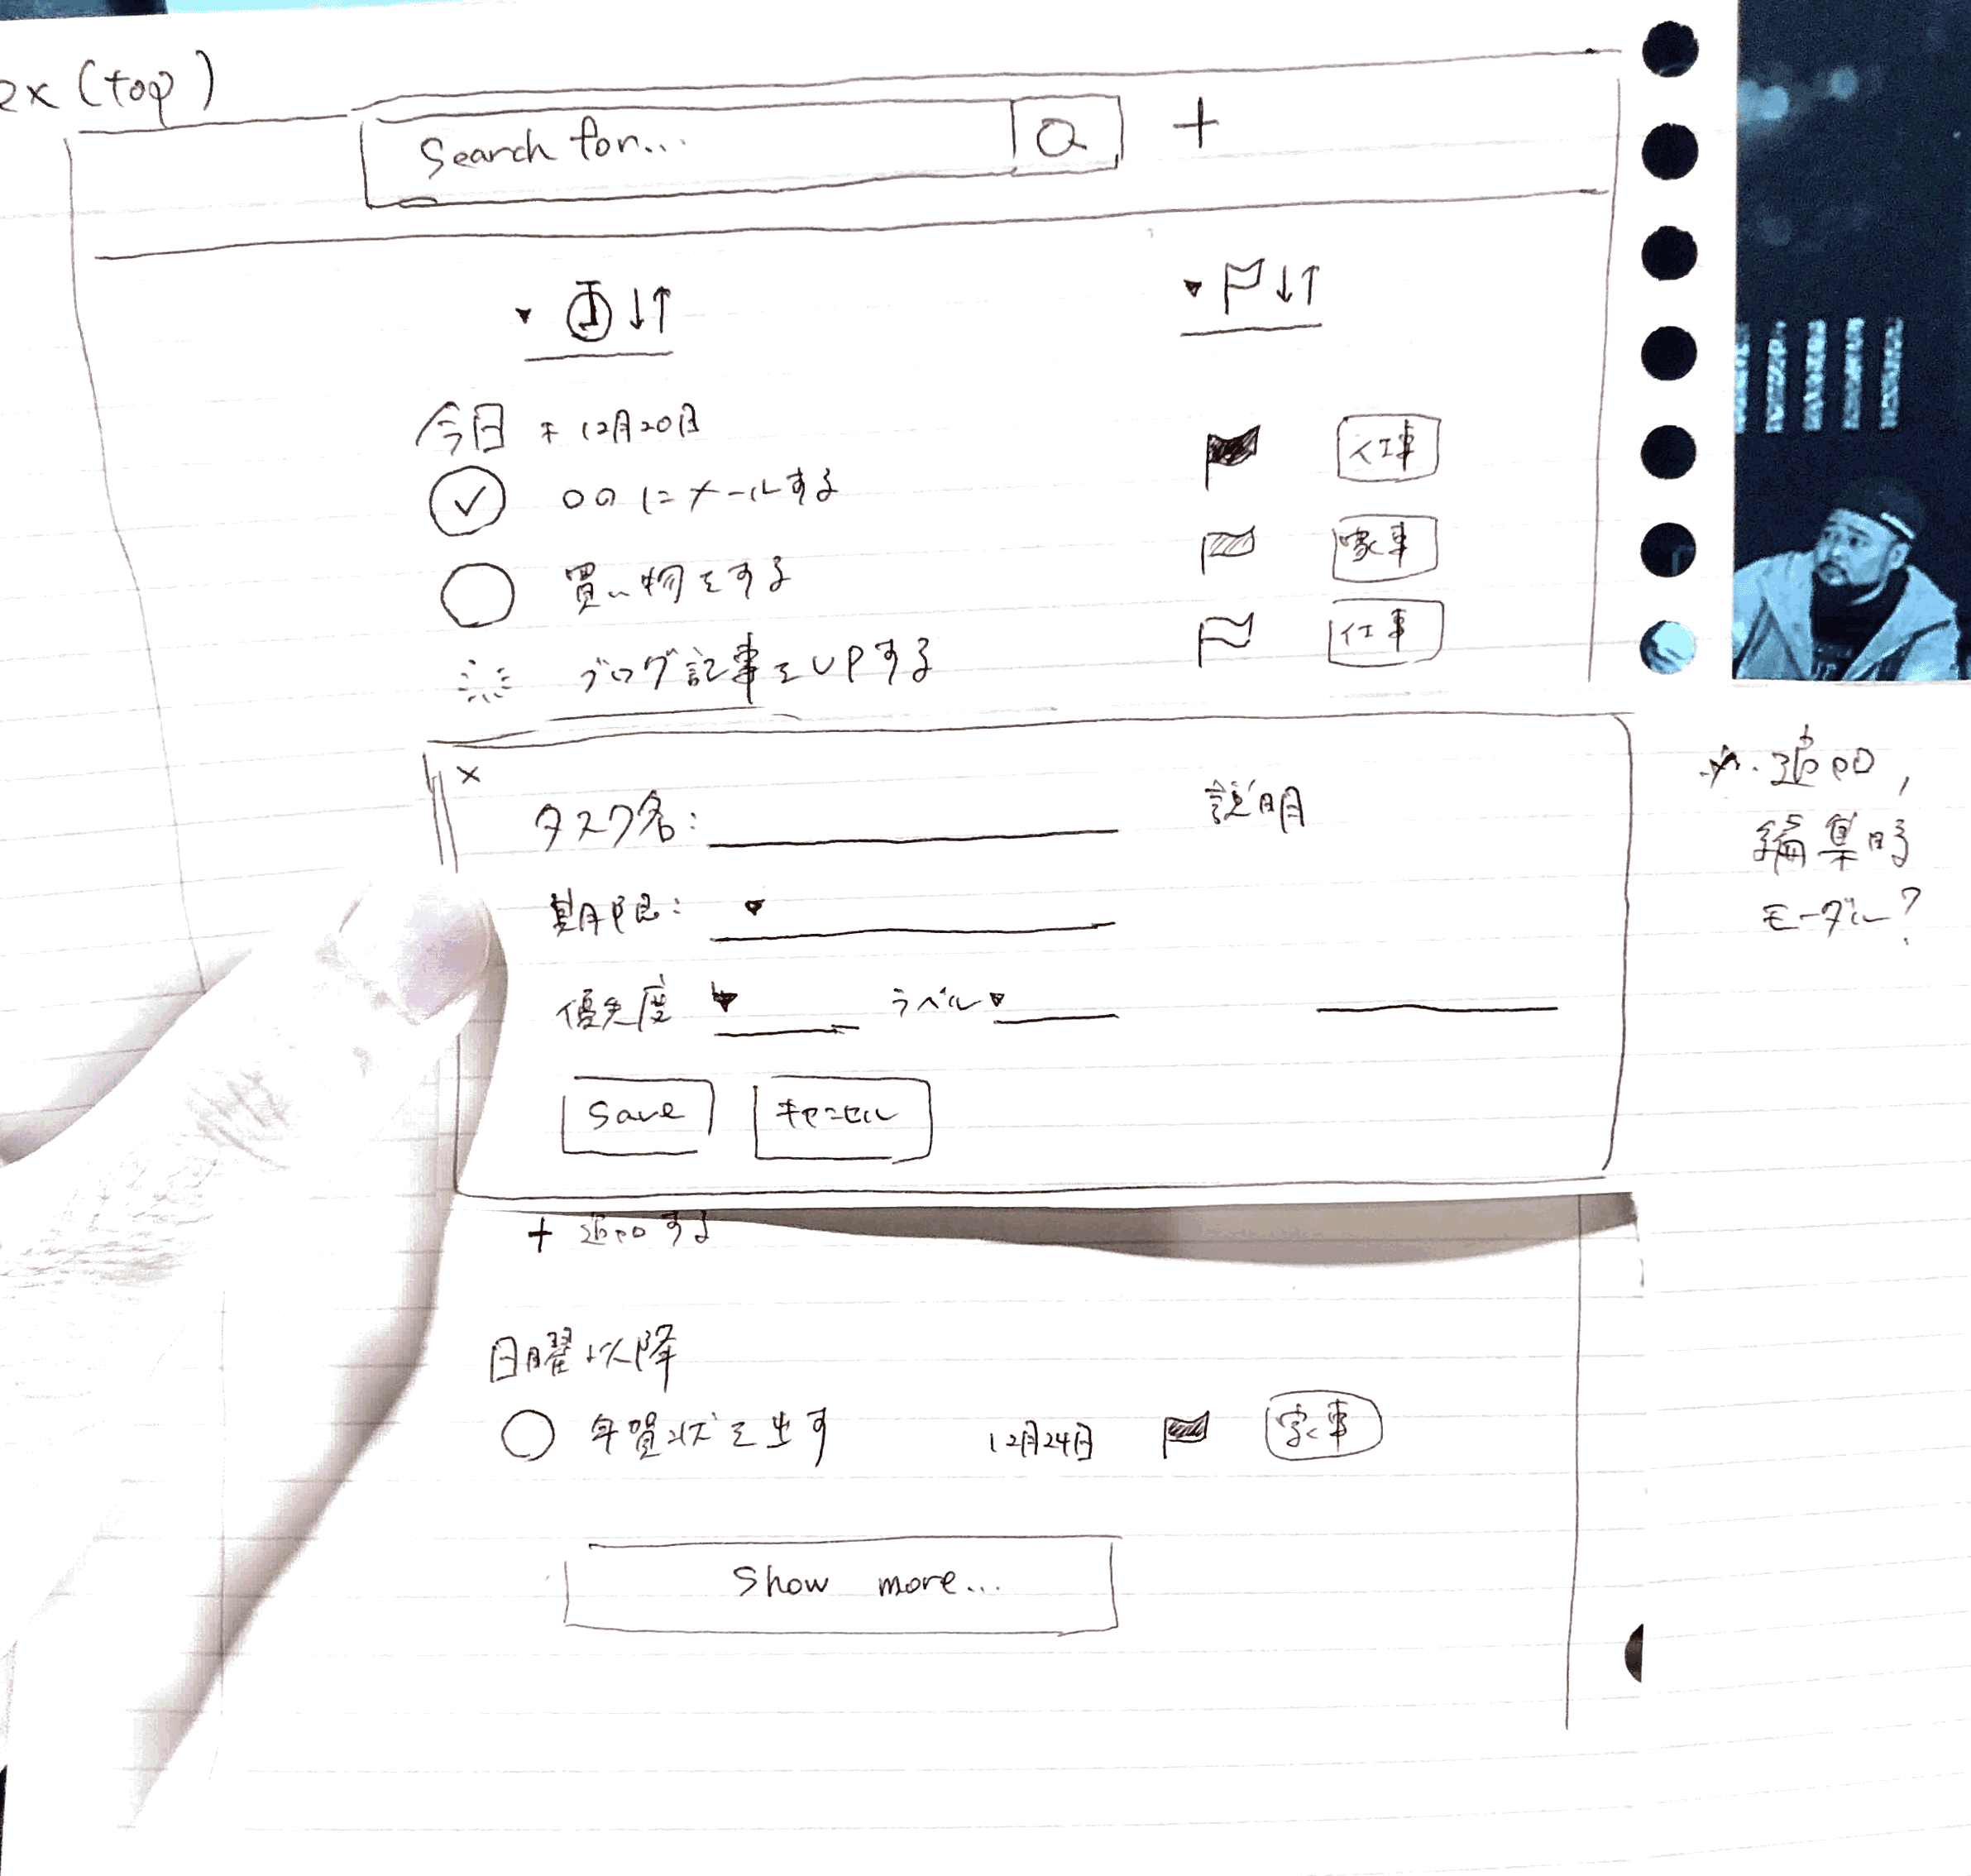 ex (top)
Search for...
+
↓↑
↓↑
今日 12月20日
○○にメールする 仕事
買い物をする 家事
ブログ記事をUPする 仕事
×
タスク名: 説明
期限:
優先度 ラベル
Save キャンセル
追加,
編集時
モーダル?
+ 追加する
日曜以降
年賀状を出す 12月24日 家事
Show more...